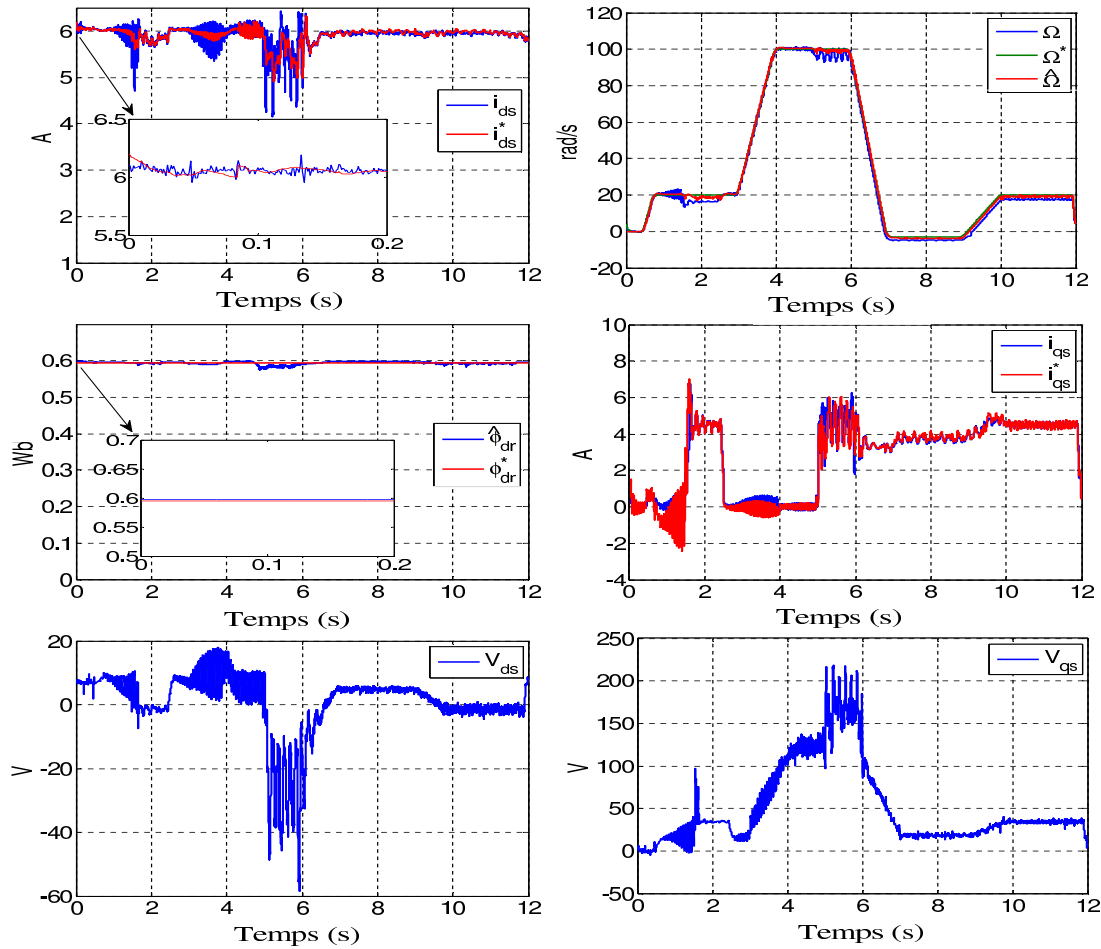 6
5
4
3
2
1
A
6.5
6
5.5
0
0.1
0.2
i_ds
i*_ds
0 2 4 6 8 10 12
Temps (s)
120
100
80
60
40
20
0
-20
rad/s
Ω
Ω*
Ω̂
0 1 2 3 4 5 6 7 8 9 10 11 12
Temps (s)
0.6
0.5
0.4
0.3
0.2
0.1
0
Wb
0.7
0.65
0.6
0.55
0.5
0 0.1 0.2
ϕ̂_dr
ϕ*_dr
0 2 4 6 8 10 12
Temps (s)
10
8
6
4
2
0
-2
-4
A
i_qs
i*_qs
0 2 4 6 8 10 12
Temps (s)
20
0
-20
-40
-60
V
V_ds
0 2 4 6 8 10 12
Temps (s)
250
200
150
100
50
0
-50
V
V_qs
0 2 4 6 8 10 12
Temps (s)